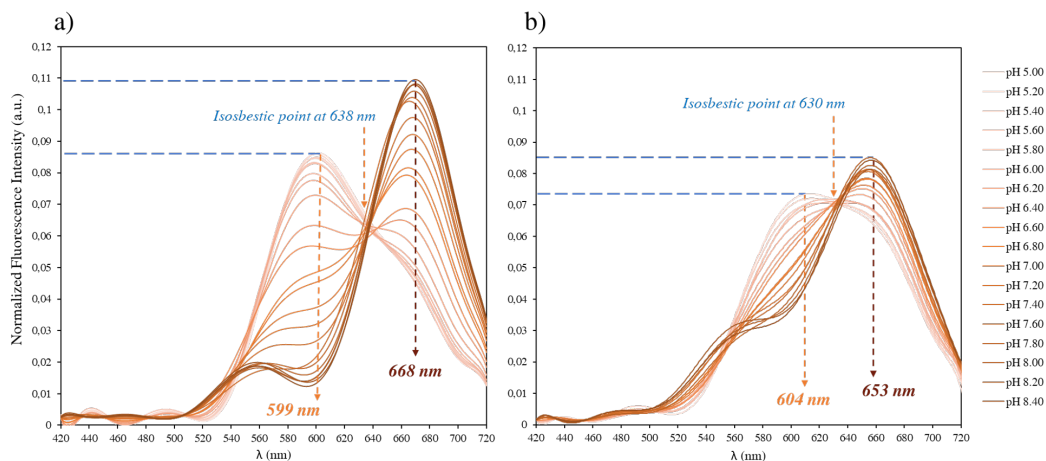 a)
b)
Normalized Fluorescence Intensity (a.u.)
0,12
0,11
0,1
0,09
0,08
0,07
0,06
0,05
0,04
0,03
0,02
0,01
0
Isosbestic point at 638 nm
668 nm
599 nm
420 440 460 480 500 520 540 560 580 600 620 640 660 680 700 720
λ (nm)
0,12
0,11
0,1
0,09
0,08
0,07
0,06
0,05
0,04
0,03
0,02
0,01
0
Isosbestic point at 630 nm
653 nm
604 nm
420 440 460 480 500 520 540 560 580 600 620 640 660 680 700 720
λ (nm)
pH 5.00
pH 5.20
pH 5.40
pH 5.60
pH 5.80
pH 6.00
pH 6.20
pH 6.40
pH 6.60
pH 6.80
pH 7.00
pH 7.20
pH 7.40
pH 7.60
pH 7.80
pH 8.00
pH 8.20
pH 8.40